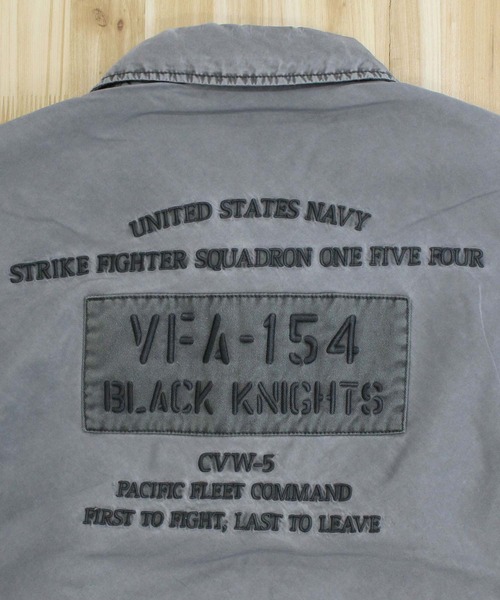 UNITED STATES NAVY
STRIKE FIGHTER SQUADRON ONE FIVE FOUR
VFA-154
BLACK KNIGHTS
CVW-5
PACIFIC FLEET COMMAND
FIRST TO FIGHT, LAST TO LEAVE